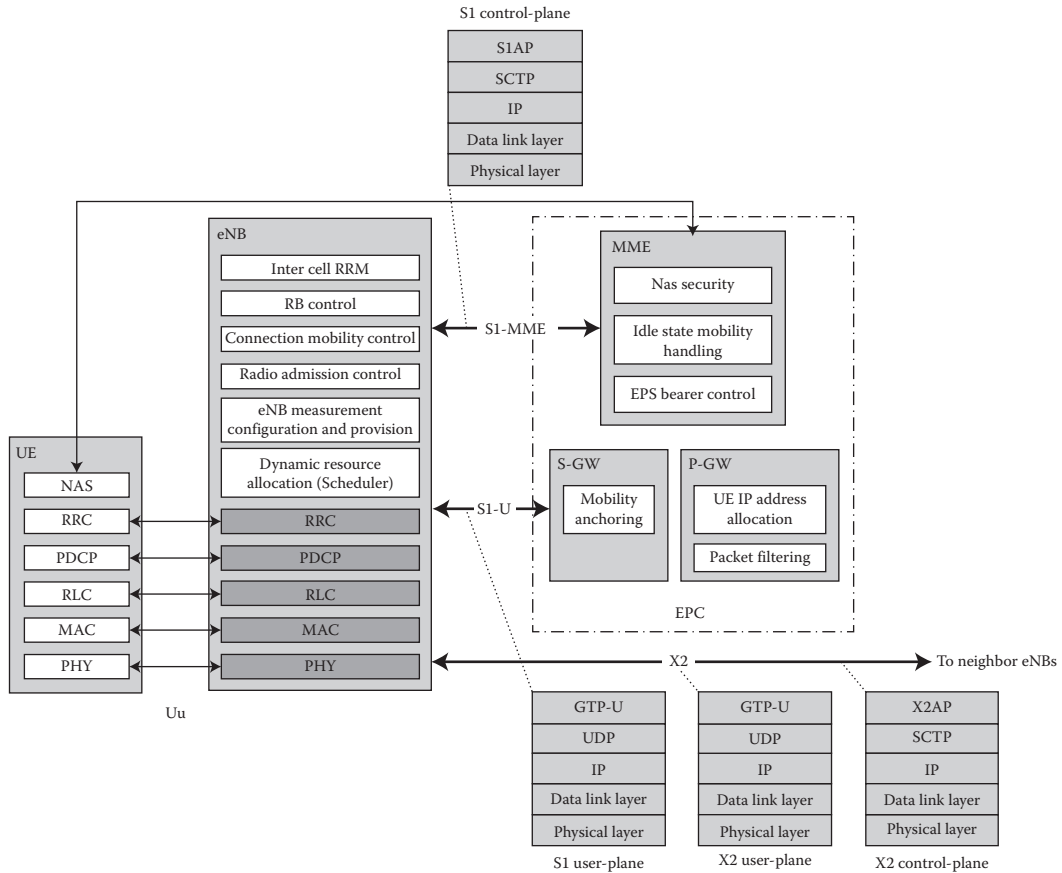 S1 control-plane
S1AP
SCTP
IP
Data link layer
Physical layer
eNB
Inter cell RRM
RB control
Connection mobility control
Radio admission control
eNB measurement
configuration and provision
Dynamic resource
allocation (Scheduler)
RRC
PDCP
RLC
MAC
PHY
UE
NAS
RRC
PDCP
RLC
MAC
PHY
Uu
S1-MME
S1-U
X2
To neighbor eNBs
MME
Nas security
Idle state mobility
handling
EPS bearer control
S-GW
Mobility
anchoring
P-GW
UE IP address
allocation
Packet filtering
EPC
GTP-U
UDP
IP
Data link layer
Physical layer
S1 user-plane
GTP-U
UDP
IP
Data link layer
Physical layer
X2 user-plane
X2AP
SCTP
IP
Data link layer
Physical layer
X2 control-plane